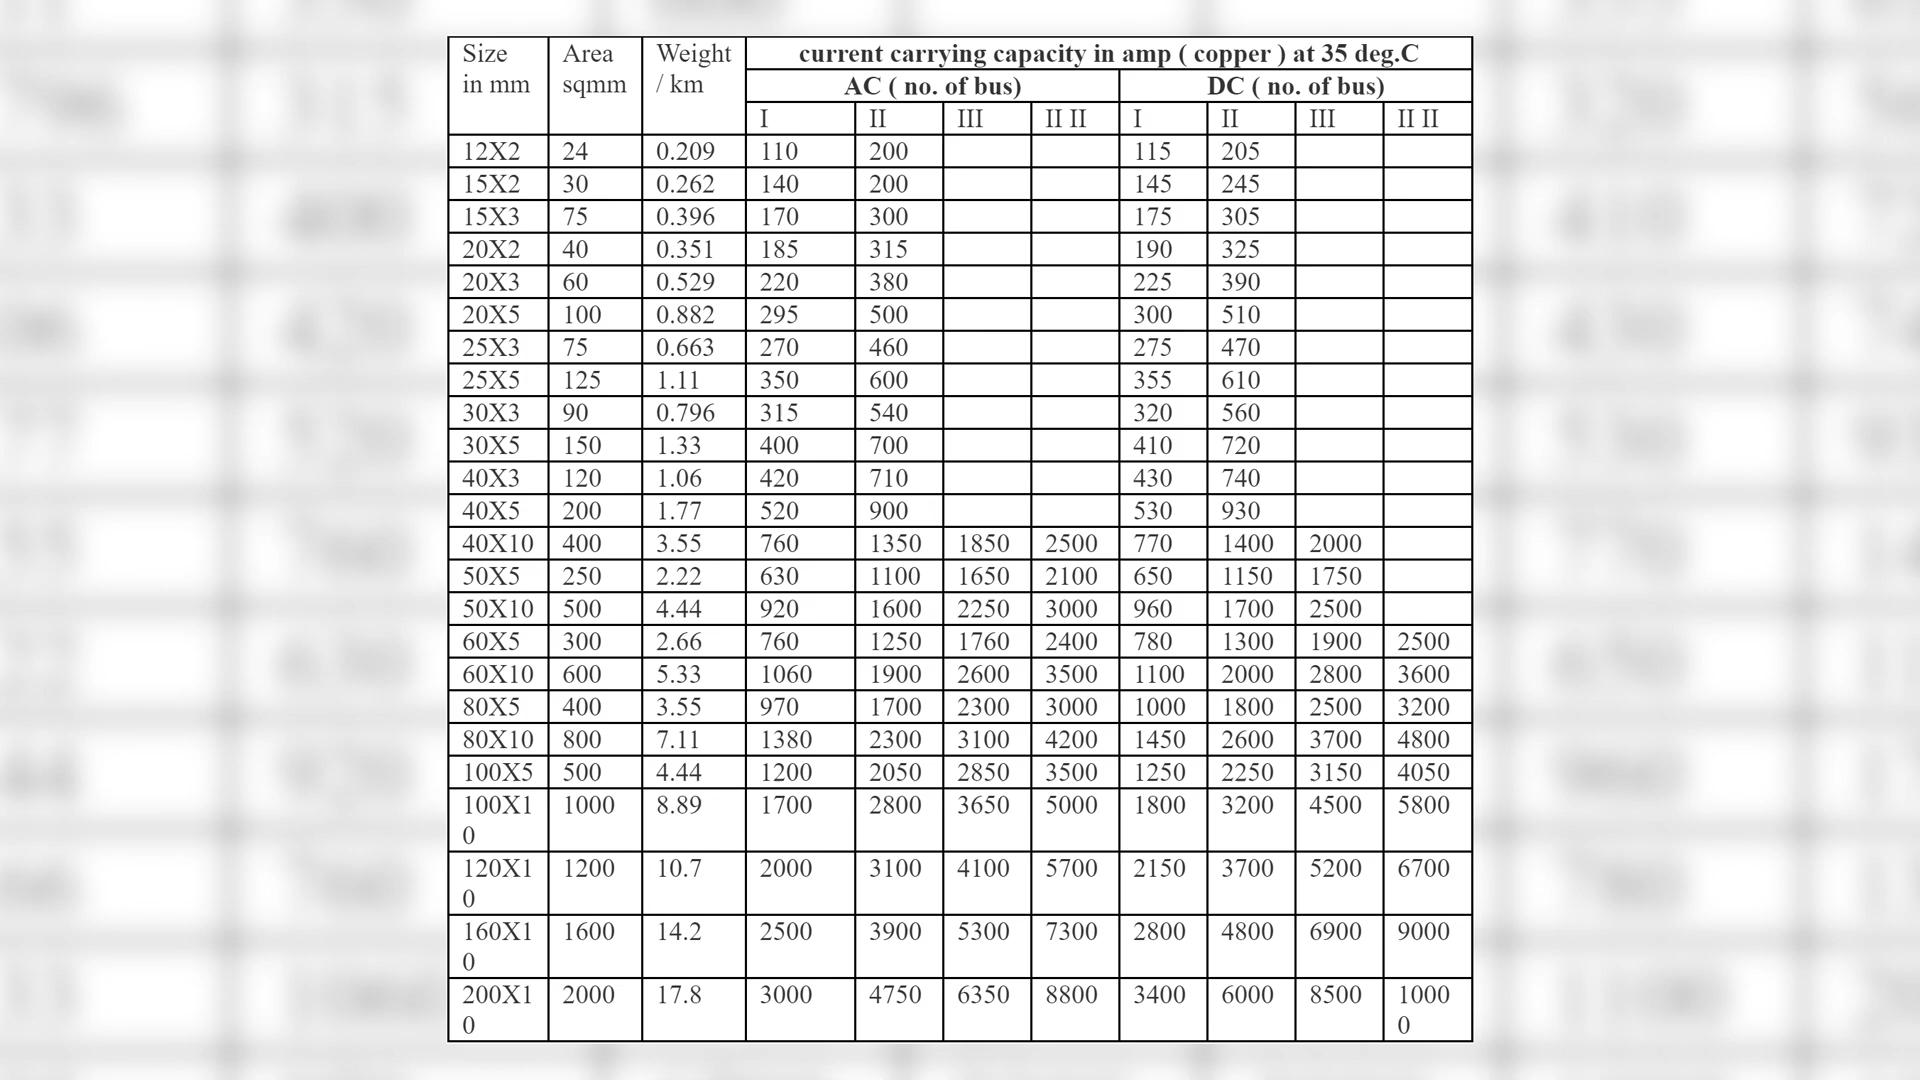 Size in mm Area sqmm Weight / km current carrying capacity in amp ( copper ) at 35 deg.C
AC ( no. of bus) DC ( no. of bus)
I II III II II I II III II II
12X2 24 0.209 110 200 115 205
15X2 30 0.262 140 200 145 245
15X3 75 0.396 170 300 175 305
20X2 40 0.351 185 315 190 325
20X3 60 0.529 220 380 225 390
20X5 100 0.882 295 500 300 510
25X3 75 0.663 270 460 275 470
25X5 125 1.11 350 600 355 610
30X3 90 0.796 315 540 320 560
30X5 150 1.33 400 700 410 720
40X3 120 1.06 420 710 430 740
40X5 200 1.77 520 900 530 930
40X10 400 3.55 760 1350 1850 2500 770 1400 2000
50X5 250 2.22 630 1100 1650 2100 650 1150 1750
50X10 500 4.44 920 1600 2250 3000 960 1700 2500
60X5 300 2.66 760 1250 1760 2400 780 1300 1900 2500
60X10 600 5.33 1060 1900 2600 3500 1100 2000 2800 3600
80X5 400 3.55 970 1700 2300 3000 1000 1800 2500 3200
80X10 800 7.11 1380 2300 3100 4200 1450 2600 3700 4800
100X5 500 4.44 1200 2050 2850 3500 1250 2250 3150 4050
100X10 1000 8.89 1700 2800 3650 5000 1800 3200 4500 5800
120X10 1200 10.7 2000 3100 4100 5700 2150 3700 5200 6700
160X10 1600 14.2 2500 3900 5300 7300 2800 4800 6900 9000
200X10 2000 17.8 3000 4750 6350 8800 3400 6000 8500 10000